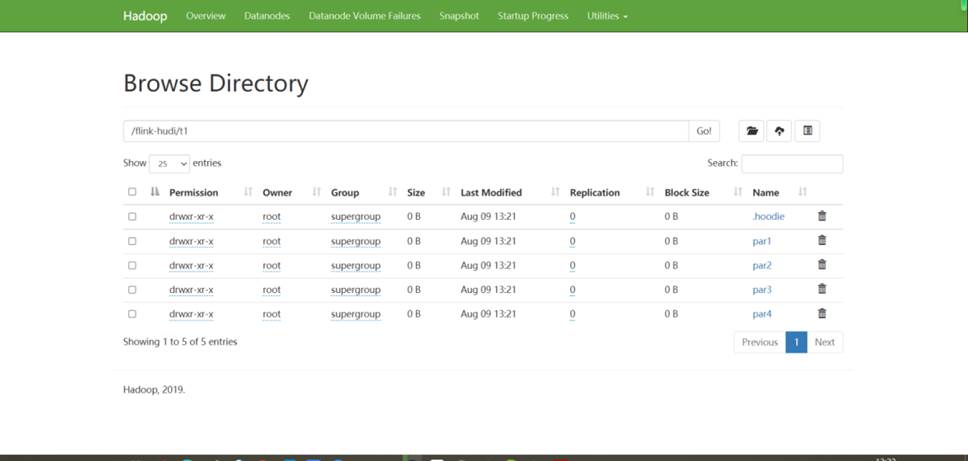 Hadoop Overview Datanodes Datanode Volume Failures Snapshot Startup Progress Utilities
Browse Directory
/flink-hudi/t1 Go!
Show 25 entries Search:
Permission Owner Group Size Last Modified Replication Block Size Name
drwxr-xr-x root supergroup 0 B Aug 09 13:21 0 0 B .hoodie
drwxr-xr-x root supergroup 0 B Aug 09 13:21 0 0 B par1
drwxr-xr-x root supergroup 0 B Aug 09 13:21 0 0 B par2
drwxr-xr-x root supergroup 0 B Aug 09 13:21 0 0 B par3
drwxr-xr-x root supergroup 0 B Aug 09 13:21 0 0 B par4
Showing 1 to 5 of 5 entries Previous 1 Next
Hadoop, 2019.